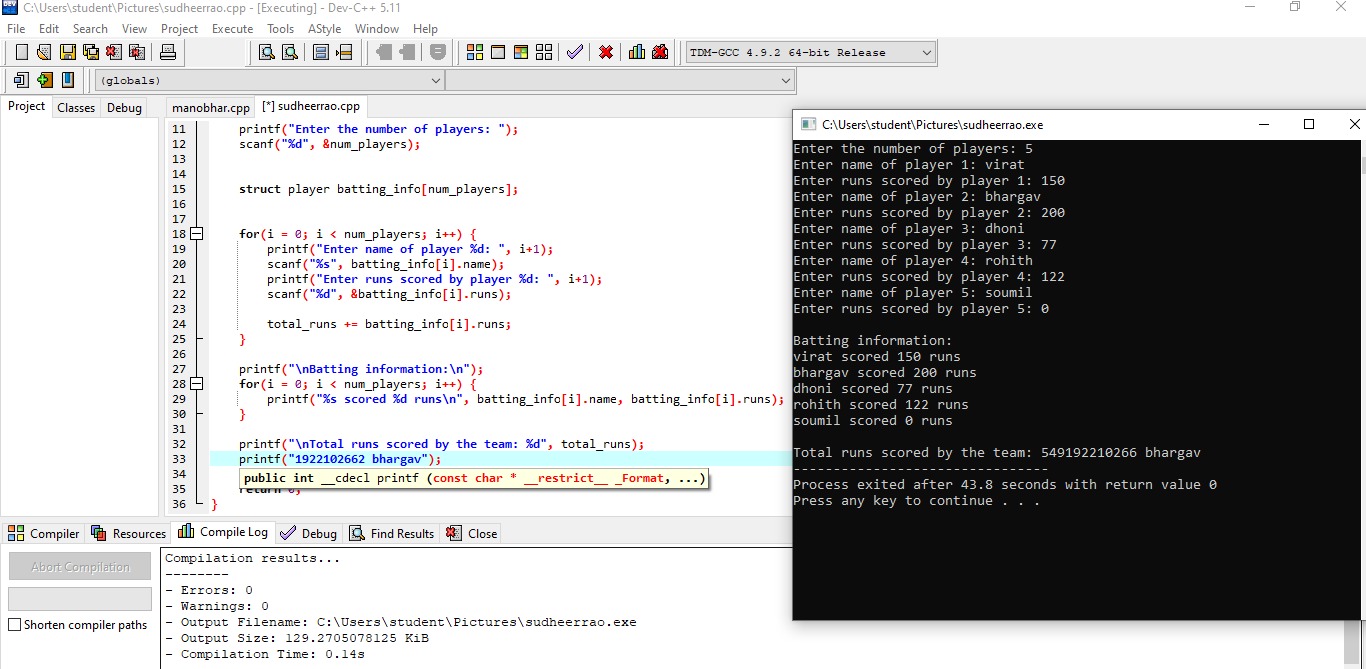 C:\Users\student\Pictures\sudheerrao.cpp - [Executing] - Dev-C++ 5.11
File Edit Search View Project Execute Tools AStyle Window Help
TDM-GCC 4.9.2 64-bit Release
(globals)
Project Classes Debug
manobhar.cpp [*] sudheerrao.cpp
11 printf("Enter the number of players: ");
12 scanf("%d", &num_players);
13
14
15 struct player batting_info[num_players];
16
17
18 for(i = 0; i < num_players; i++) {
19 printf("Enter name of player %d: ", i+1);
20 scanf("%s", batting_info[i].name);
21 printf("Enter runs scored by player %d: ", i+1);
22 scanf("%d", &batting_info[i].runs);
23
24 total_runs += batting_info[i].runs;
25 }
26
27 printf("\nBatting information:\n");
28 for(i = 0; i < num_players; i++) {
29 printf("%s scored %d runs\n", batting_info[i].name, batting_info[i].runs);
30 }
31
32 printf("\nTotal runs scored by the team: %d", total_runs);
33 printf("1922102662 bhargav");
34 public int __cdecl printf (const char * __restrict__ _Format, ...)
35 return 0;
36 }
C:\Users\student\Pictures\sudheerrao.exe
Enter the number of players: 5
Enter name of player 1: virat
Enter runs scored by player 1: 150
Enter name of player 2: bhargav
Enter runs scored by player 2: 200
Enter name of player 3: dhoni
Enter runs scored by player 3: 77
Enter name of player 4: rohith
Enter runs scored by player 4: 122
Enter name of player 5: soumil
Enter runs scored by player 5: 0
Batting information:
virat scored 150 runs
bhargav scored 200 runs
dhoni scored 77 runs
rohith scored 122 runs
soumil scored 0 runs
Total runs scored by the team: 549192210266 bhargav
--------------------------------
Process exited after 43.8 seconds with return value 0
Press any key to continue . . .
Compiler Resources Compile Log Debug Find Results Close
Abort Compilation
Shorten compiler paths
Compilation results...
--------
- Errors: 0
- Warnings: 0
- Output Filename: C:\Users\student\Pictures\sudheerrao.exe
- Output Size: 129.2705078125 KiB
- Compilation Time: 0.14s